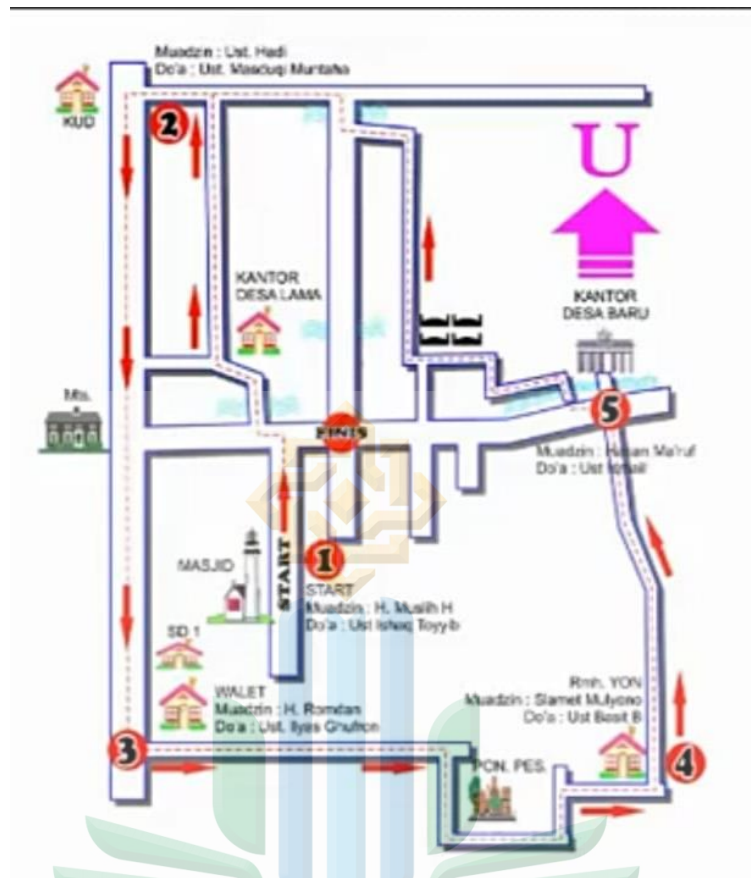 Muadzin : Ust. Hadi
Do'a : Ust. Masduqi Muntaha
KUD
2
U
KANTOR
DESA LAMA
KANTOR
DESA BARU
Mts.
FINIS
5
Muadzin : Hasan Ma'ruf
Do'a : Ust Ismail
MASJID
START
1
START
Muadzin : H. Muslih H
Do'a : Ust Ishaq Toyyib
SD 1
WALET
Muadzin : H. Romdan
Do'a : Ust. Ilyas Ghufron
Rmh. YON
Muadzin : Slamet Mulyono
Do'a : Ust Basit B
3
PON. PES.
4